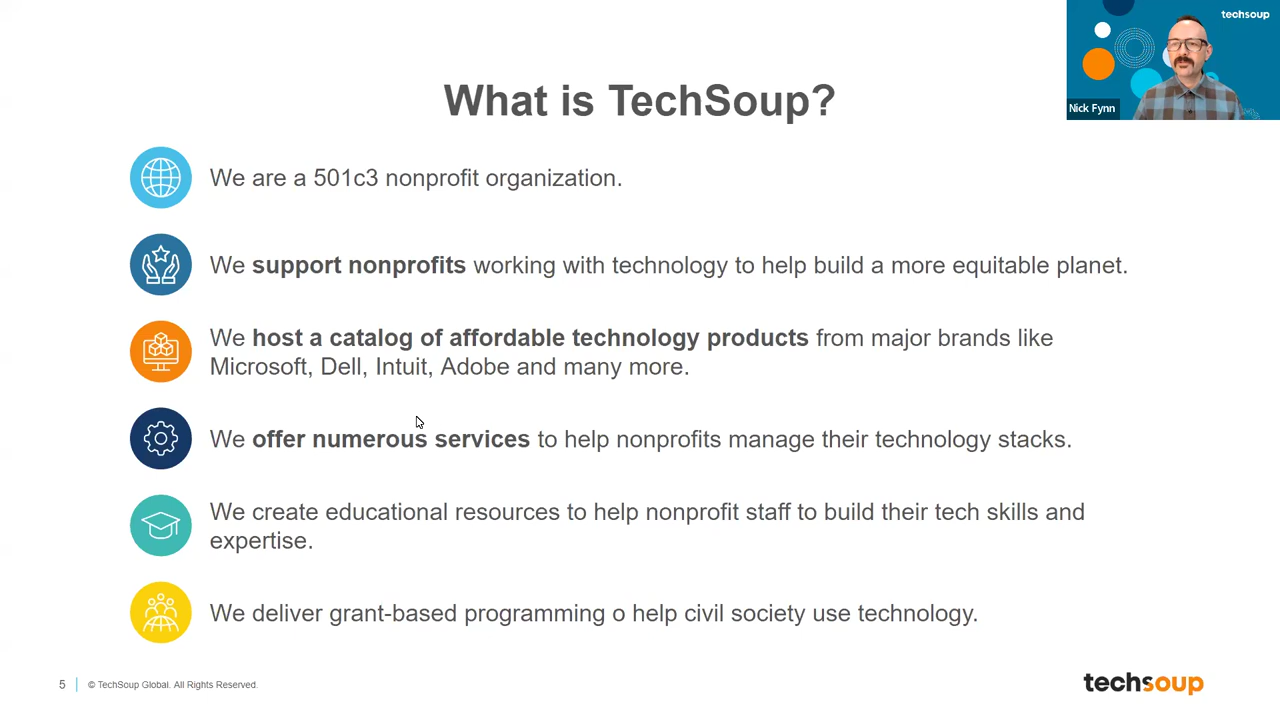 techsoup
Nick Fynn
What is TechSoup?
We are a 501c3 nonprofit organization.
We support nonprofits working with technology to help build a more equitable planet.
We host a catalog of affordable technology products from major brands like
Microsoft, Dell, Intuit, Adobe and many more.
We offer numerous services to help nonprofits manage their technology stacks.
We create educational resources to help nonprofit staff to build their tech skills and
expertise.
We deliver grant-based programming o help civil society use technology.
5
© TechSoup Global. All Rights Reserved.
techsoup